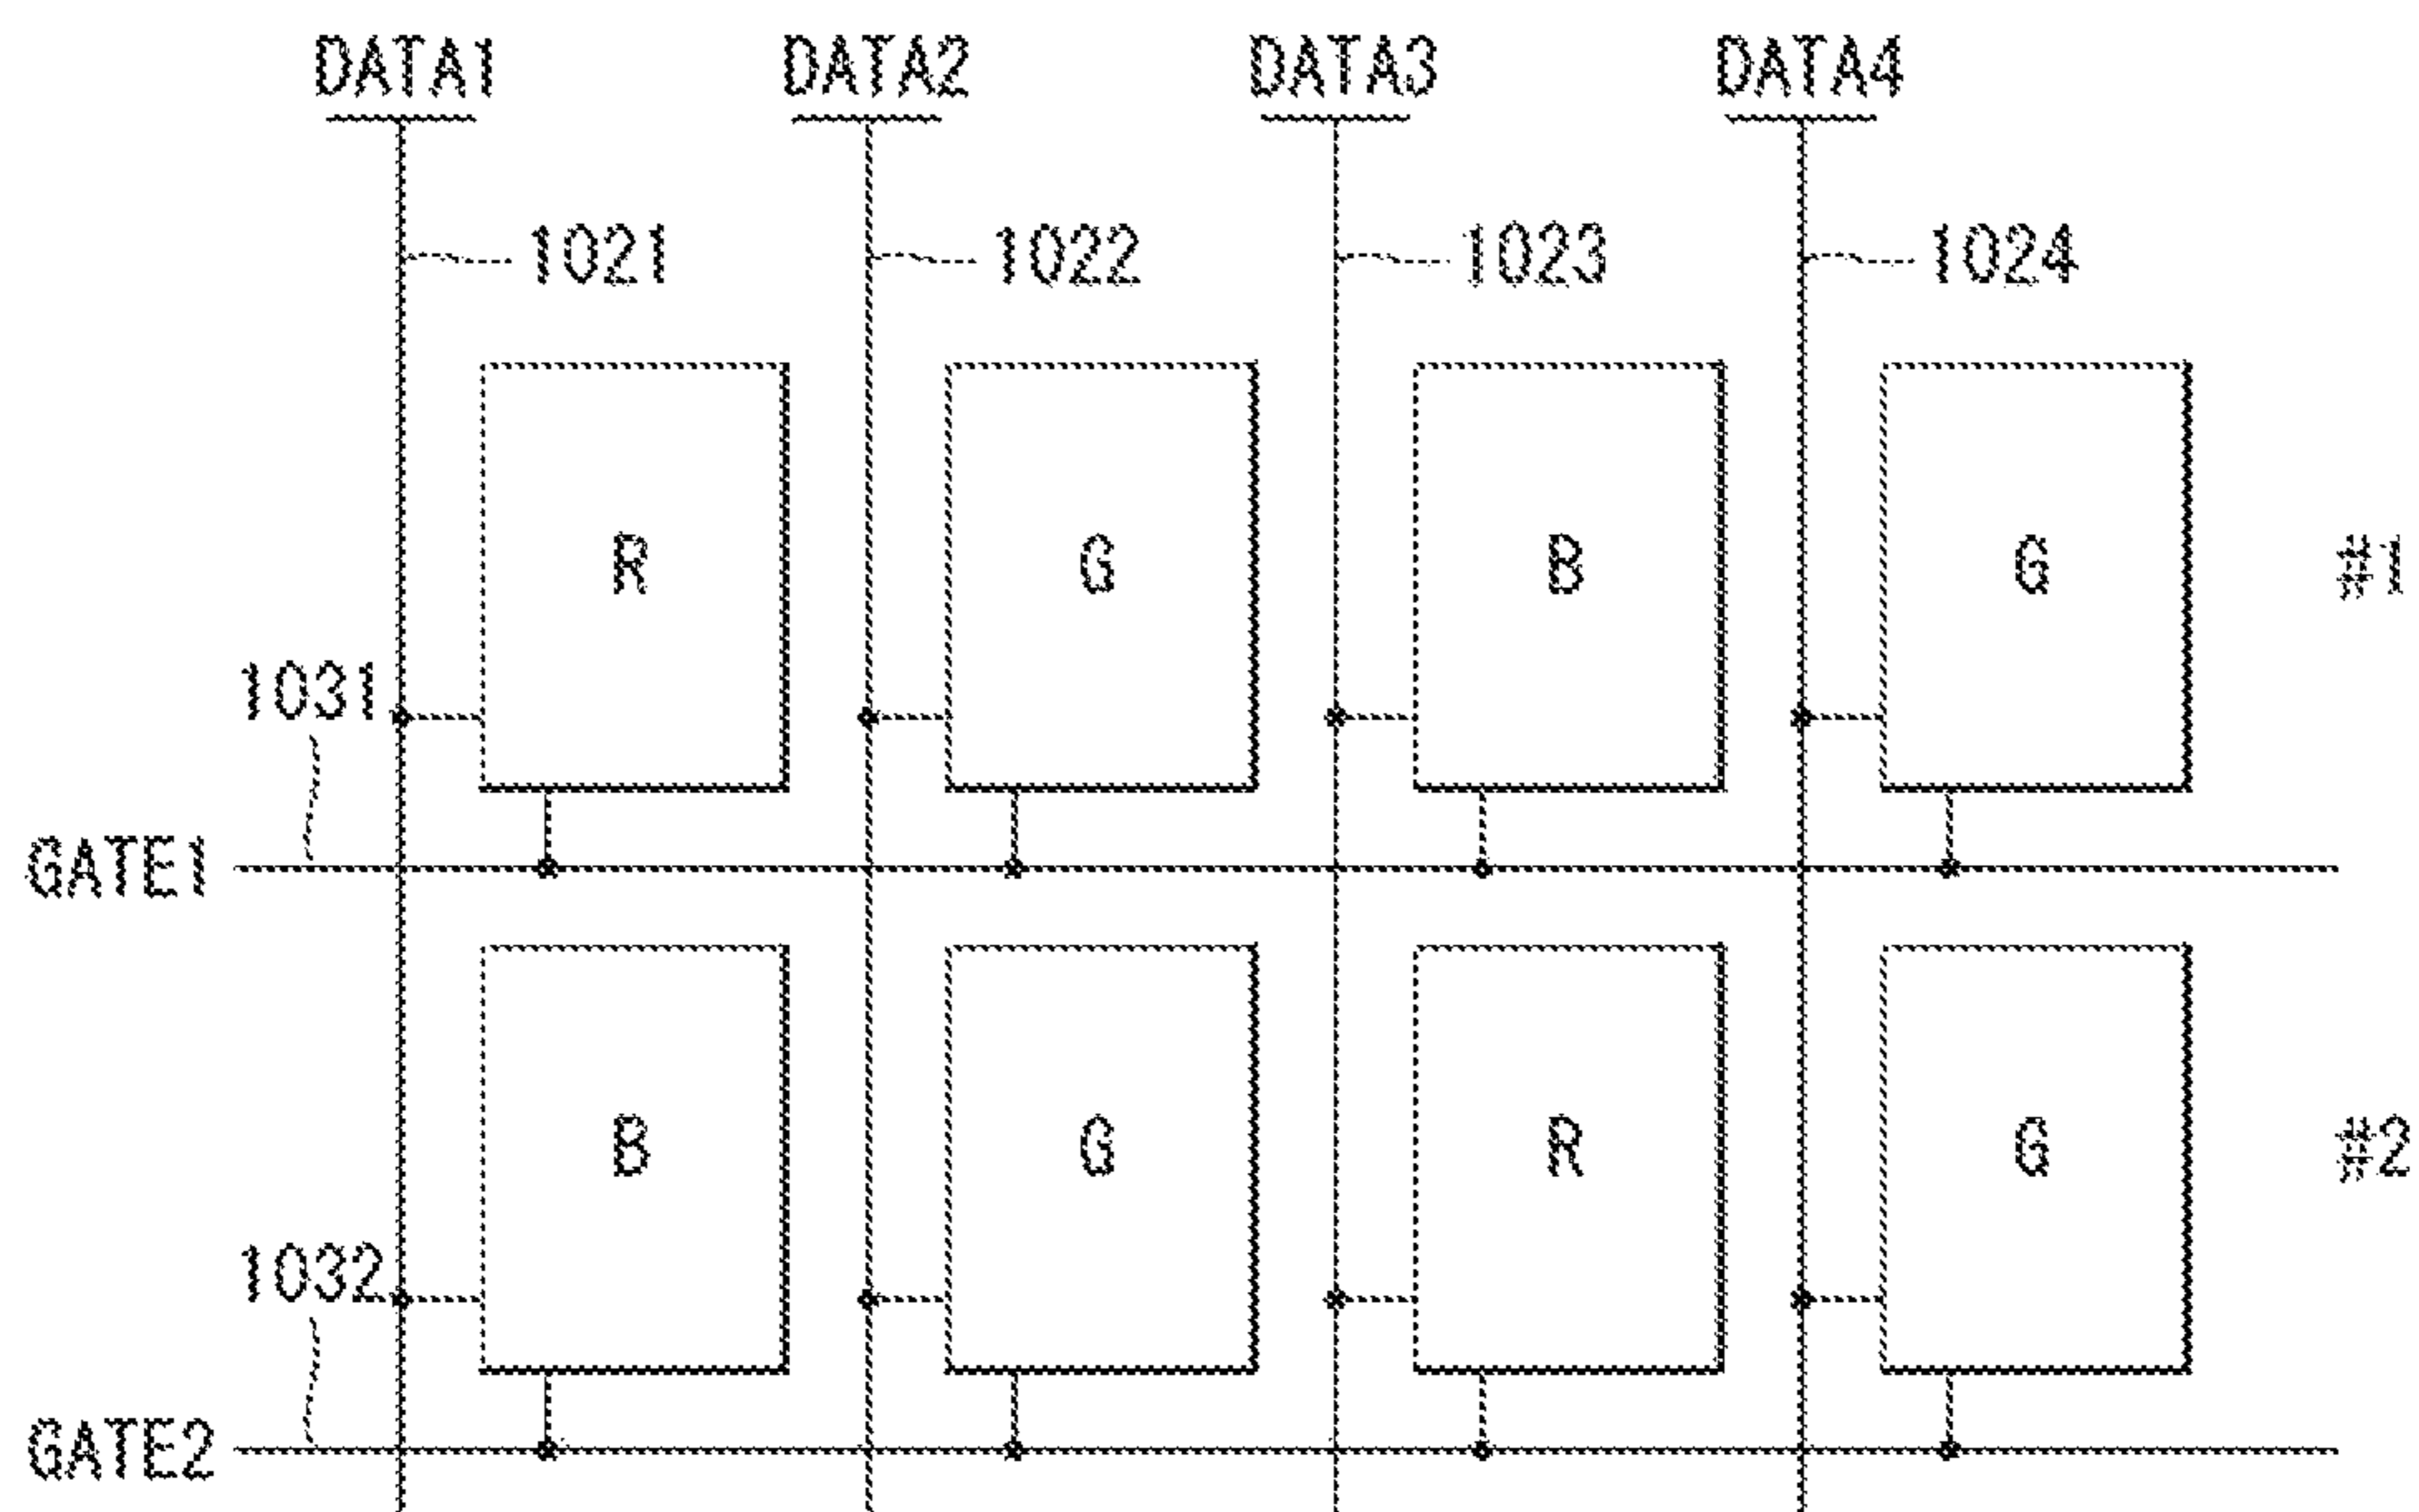 DATA1 DATA2 DATA3 DATA4
1021 1022 1023 1024
R G B G #1
1031
GATE1
B G R G #2
1032
GATE2